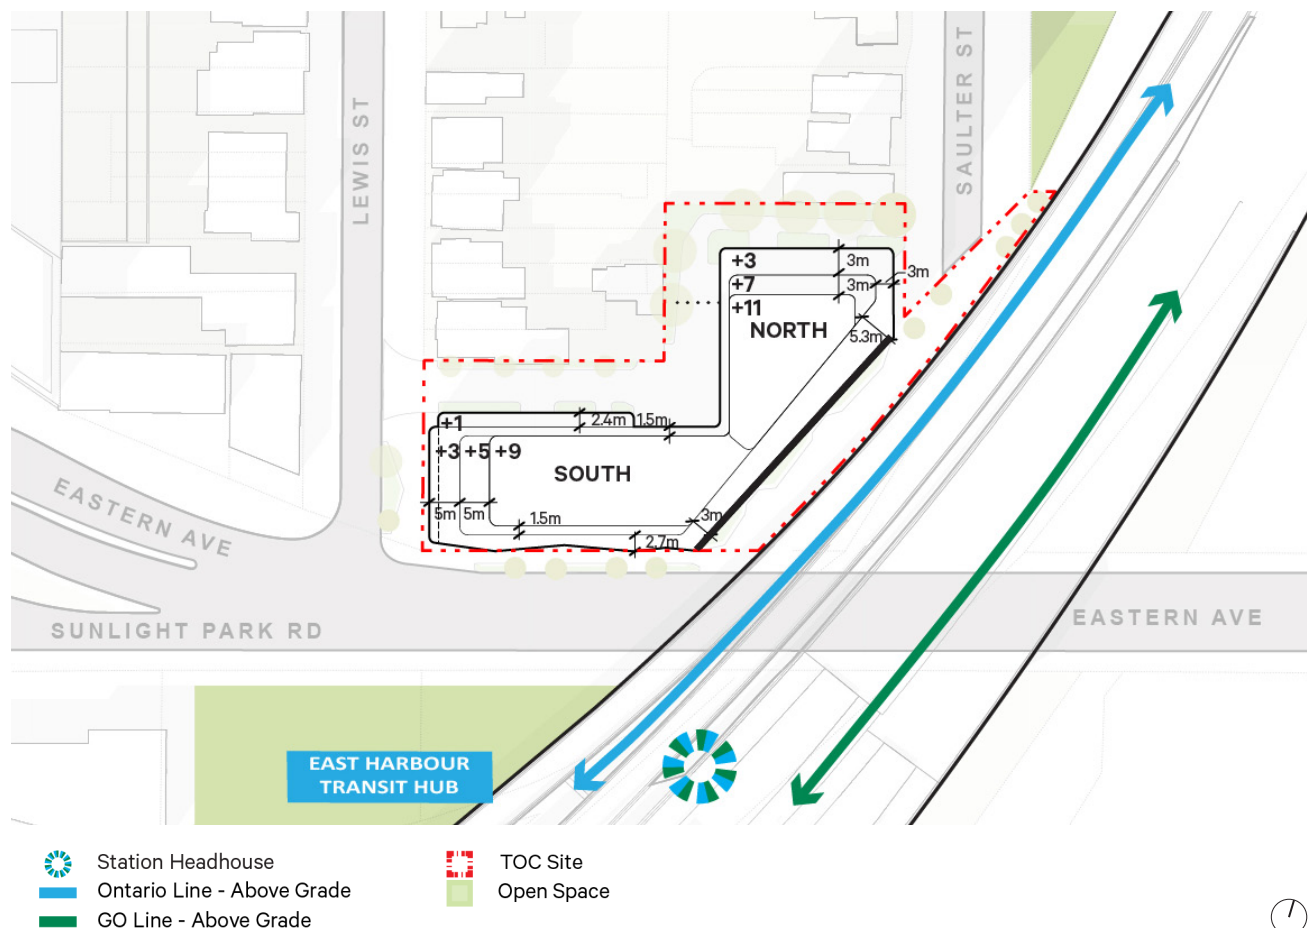 SAULTER ST
LEWIS ST
+3
3m
3m
+7
3m
+11
NORTH
5.3m
+1
2.4m
1.5m
+3
+5
+9
SOUTH
5m
5m
1.5m
3m
2.7m
EASTERN AVE
SUNLIGHT PARK RD
EASTERN AVE
EAST HARBOUR
TRANSIT HUB
Station Headhouse
TOC Site
Ontario Line - Above Grade
Open Space
GO Line - Above Grade